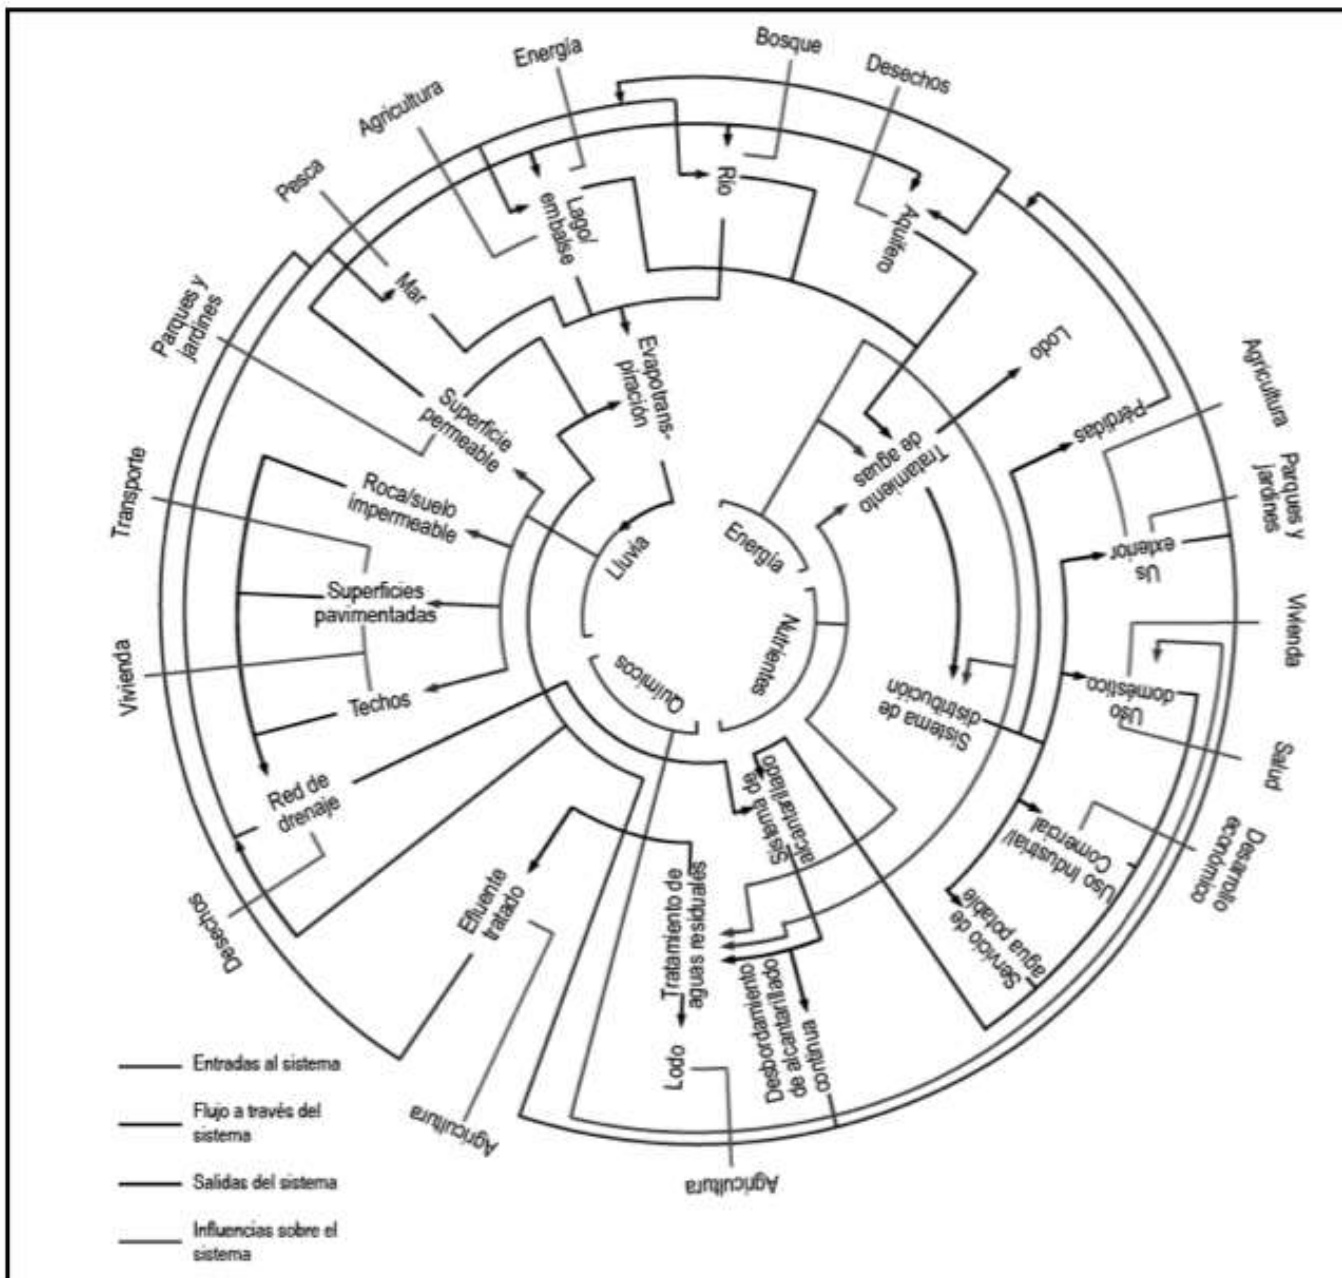 Energía
Bosque
Desechos
Agricultura
Pesca
Parques y
jardines
Transporte
Vivienda
Desechos
Agricultura
Agricultura
Desarrollo
económico
Salud
Vivienda
Parques y
jardines
Agricultura
Mar
Lago/
embalse
Río
Aquífero
Evapotrans-
piración
Superficie
permeable
Roca/suelo
impermeable
Superficies
pavimentadas
Techos
Red de
drenaje
Efluente
tratado
Tratamiento de
aguas residuales
Lodo
Desbordamiento
de alcantarillado
continua
Sistema de
alcantarillado
Servicio de
agua potable
Uso Industrial/
Comercial
Uso
doméstico
Us
exterior
Pérdidas
Sistema de
distribución
Lodo
Tratamiento
de aguas
Lluvia
Energía
Nutrientes
Químicos
Entradas al sistema
Flujo a través del
sistema
Salidas del sistema
Influencias sobre el
sistema